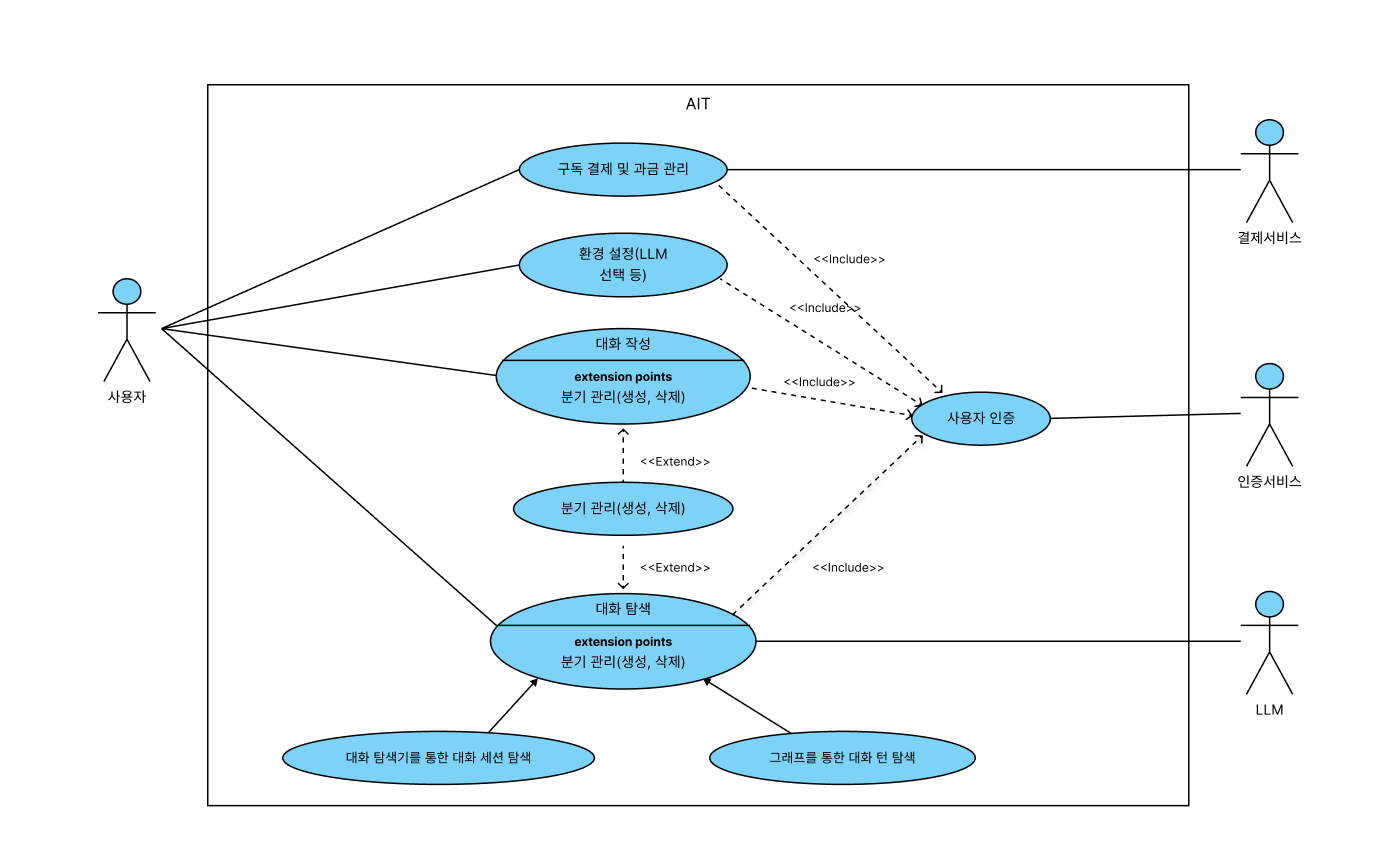 AIT
구독 결제 및 과금 관리
결제서비스
<<Include>>
환경 설정(LLM
선택 등)
<<Include>>
대화 작성
extension points
분기 관리(생성, 삭제)
<<Include>>
사용자
사용자 인증
<<Extend>>
인증서비스
분기 관리(생성, 삭제)
<<Extend>>
<<Include>>
대화 탐색
extension points
분기 관리(생성, 삭제)
LLM
대화 탐색기를 통한 대화 세션 탐색
그래프를 통한 대화 턴 탐색